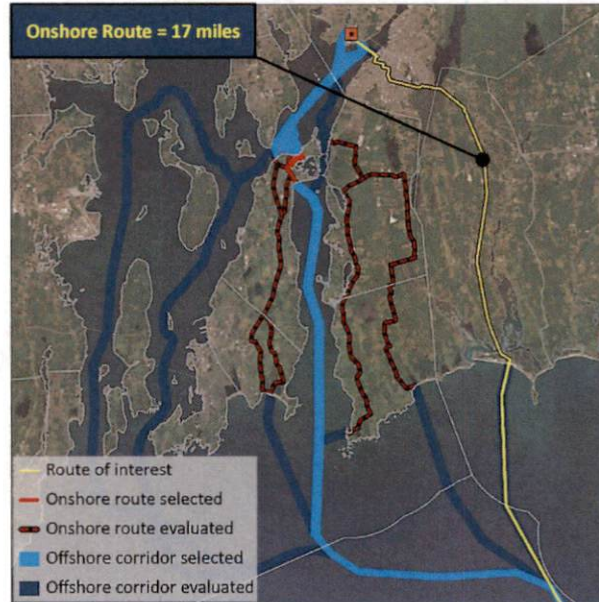 Onshore Route = 17 miles
Route of interest
Onshore route selected
Onshore route evaluated
Offshore corridor selected
Offshore corridor evaluated